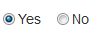 Yes No